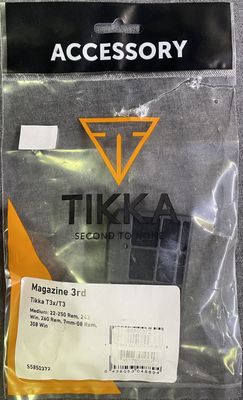 ACCESSORY
TIKKA
SECOND TO NONE
Magazine 3rd
Tikka T3x/T3
Medium: 22-250 Rem, 243
Win, 260 Rem, 7mm-08 Rem,
308 Win